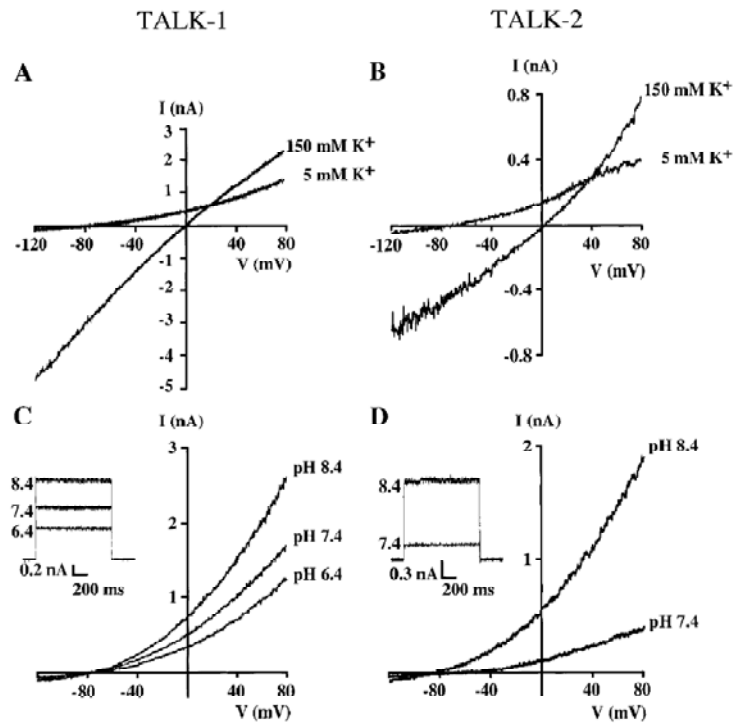 TALK-1
TALK-2
A
I (nA)
3
2
1
150 mM K+
5 mM K+
-120
-80
-40
0
40
80
V (mV)
-1
-2
-3
-4
-5
B
I (nA)
0.8
0.4
150 mM K+
5 mM K+
-120
-40
0
40
80
V (mV)
-0.4
-0.8
C
I (nA)
3
2
1
pH 8.4
pH 7.4
pH 6.4
8.4
7.4
6.4
0.2 nA
200 ms
-80
-40
0
40
80
V (mV)
D
I (nA)
2
1
pH 8.4
pH 7.4
8.4
7.4
0.3 nA
200 ms
-80
-40
0
40
80
V (mV)